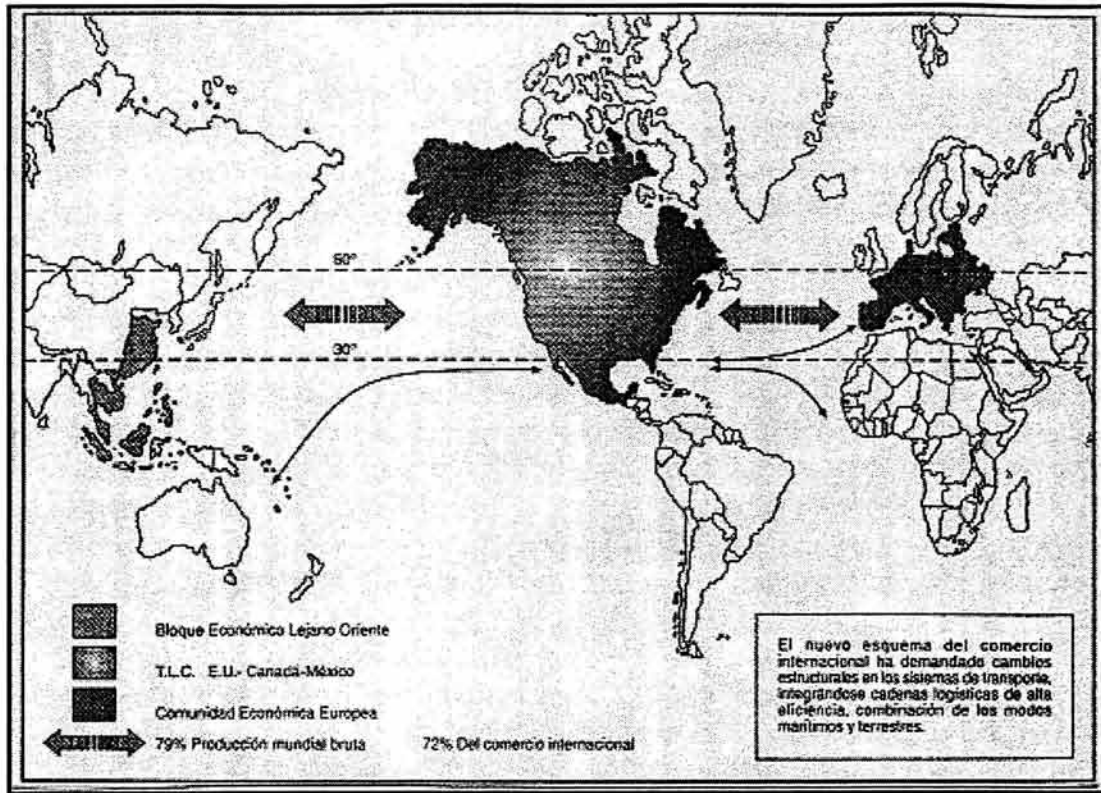 60°
30°
Bloque Económico Lejano Oriente
T.L.C. E.U.- Canadá-México
Comunidad Económica Europea
79% Producción mundial bruta 72% Del comercio internacional
El nuevo esquema del comercio
internacional ha demandado cambios
estructurales en los sistemas de transporte,
integrándose cadenas logísticas de alta
eficiencia, combinación de los modos
marítimos y terrestres.